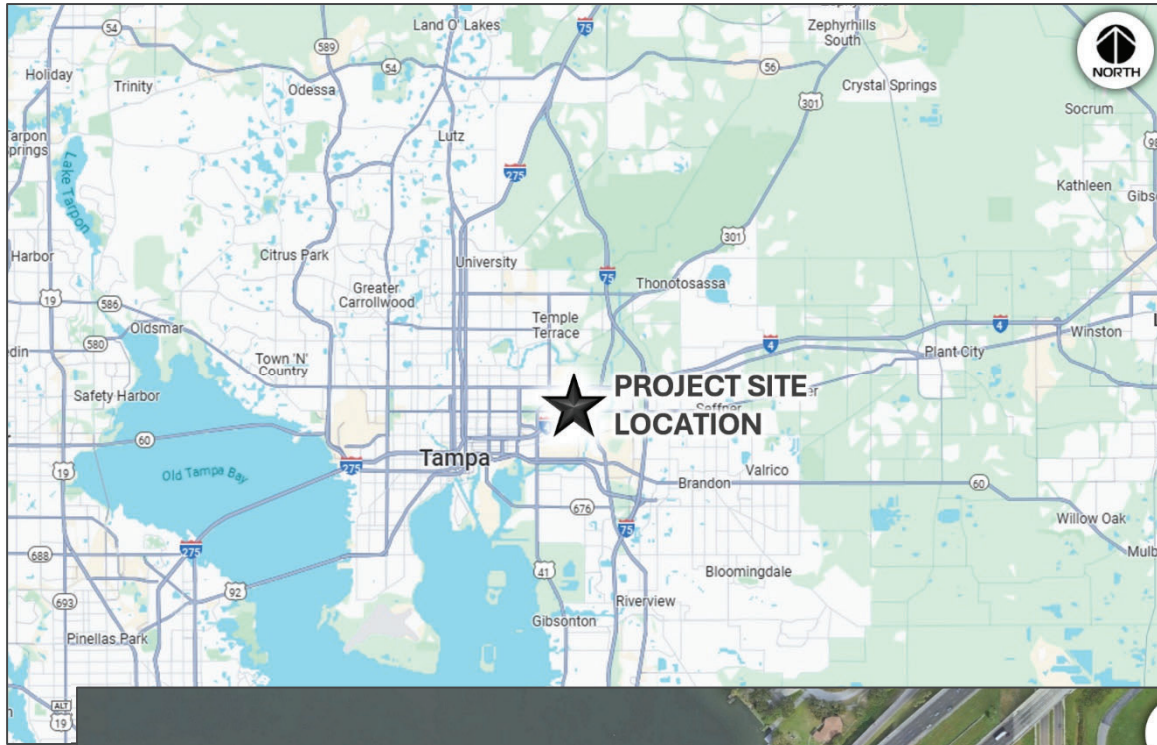 54
589
Land O' Lakes
75
Zephyrhills
South
NORTH
Holiday
Trinity
Odessa
54
56
Crystal Springs
301
Socrum
Lutz
98
Lake Tarpon
275
Kathleen
301
Citrus Park
University
75
Harbor
19
586
Greater
Carrollwood
Thonotosassa
Oldsmar
Temple
Terrace
4
4
Winston
580
Plant City
Town 'N'
Country
Safety Harbor
PROJECT SITE
LOCATION
60
Tampa
19
Old Tampa Bay
275
Valrico
Brandon
60
676
Willow Oak
688
275
75
Bloomingdale
92
41
693
Riverview
Gibsonton
Pinellas Park
ALT
19